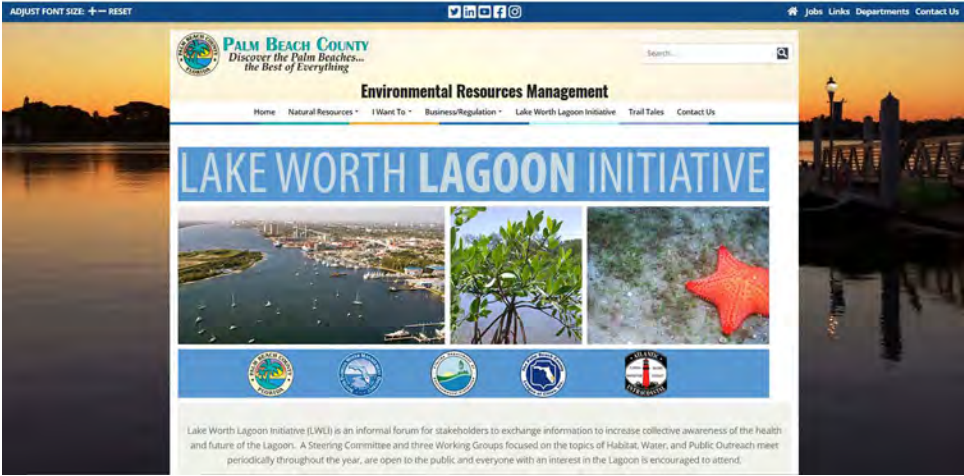 ADJUST FONT SIZE: + − RESET
Jobs Links Departments Contact Us
PALM BEACH COUNTY
Discover the Palm Beaches...
the Best of Everything
Search...
Environmental Resources Management
Home Natural Resources I Want To Business/Regulation Lake Worth Lagoon Initiative Trail Tales Contact Us
LAKE WORTH LAGOON INITIATIVE
PALM BEACH COUNTY
FLORIDA
ATLANTIC
Lake Worth Lagoon Initiative (LWLI) is an informal forum for stakeholders to exchange information to increase collective awareness of the health
and future of the Lagoon. A Steering Committee and three Working Groups focused on the topics of Habitat, Water, and Public Outreach meet
periodically throughout the year, are open to the public and everyone with an interest in the Lagoon is encouraged to attend.